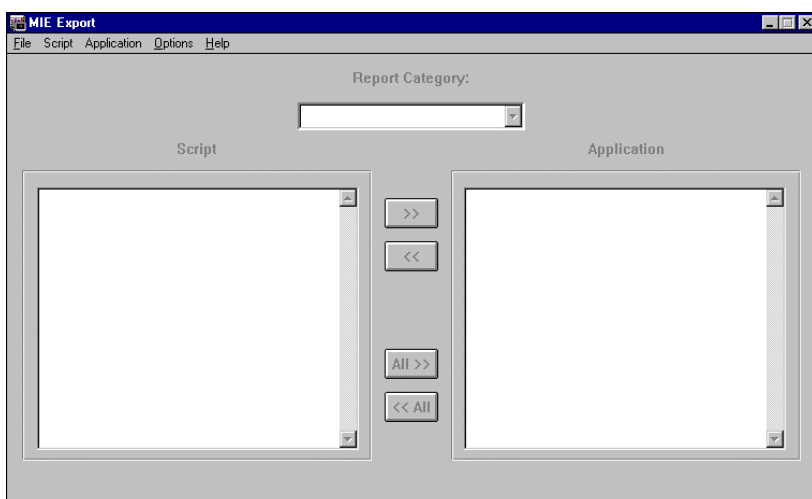 MIE Export
File Script Application Options Help
Report Category:
Script Application
>>
<<
All >>
<< All